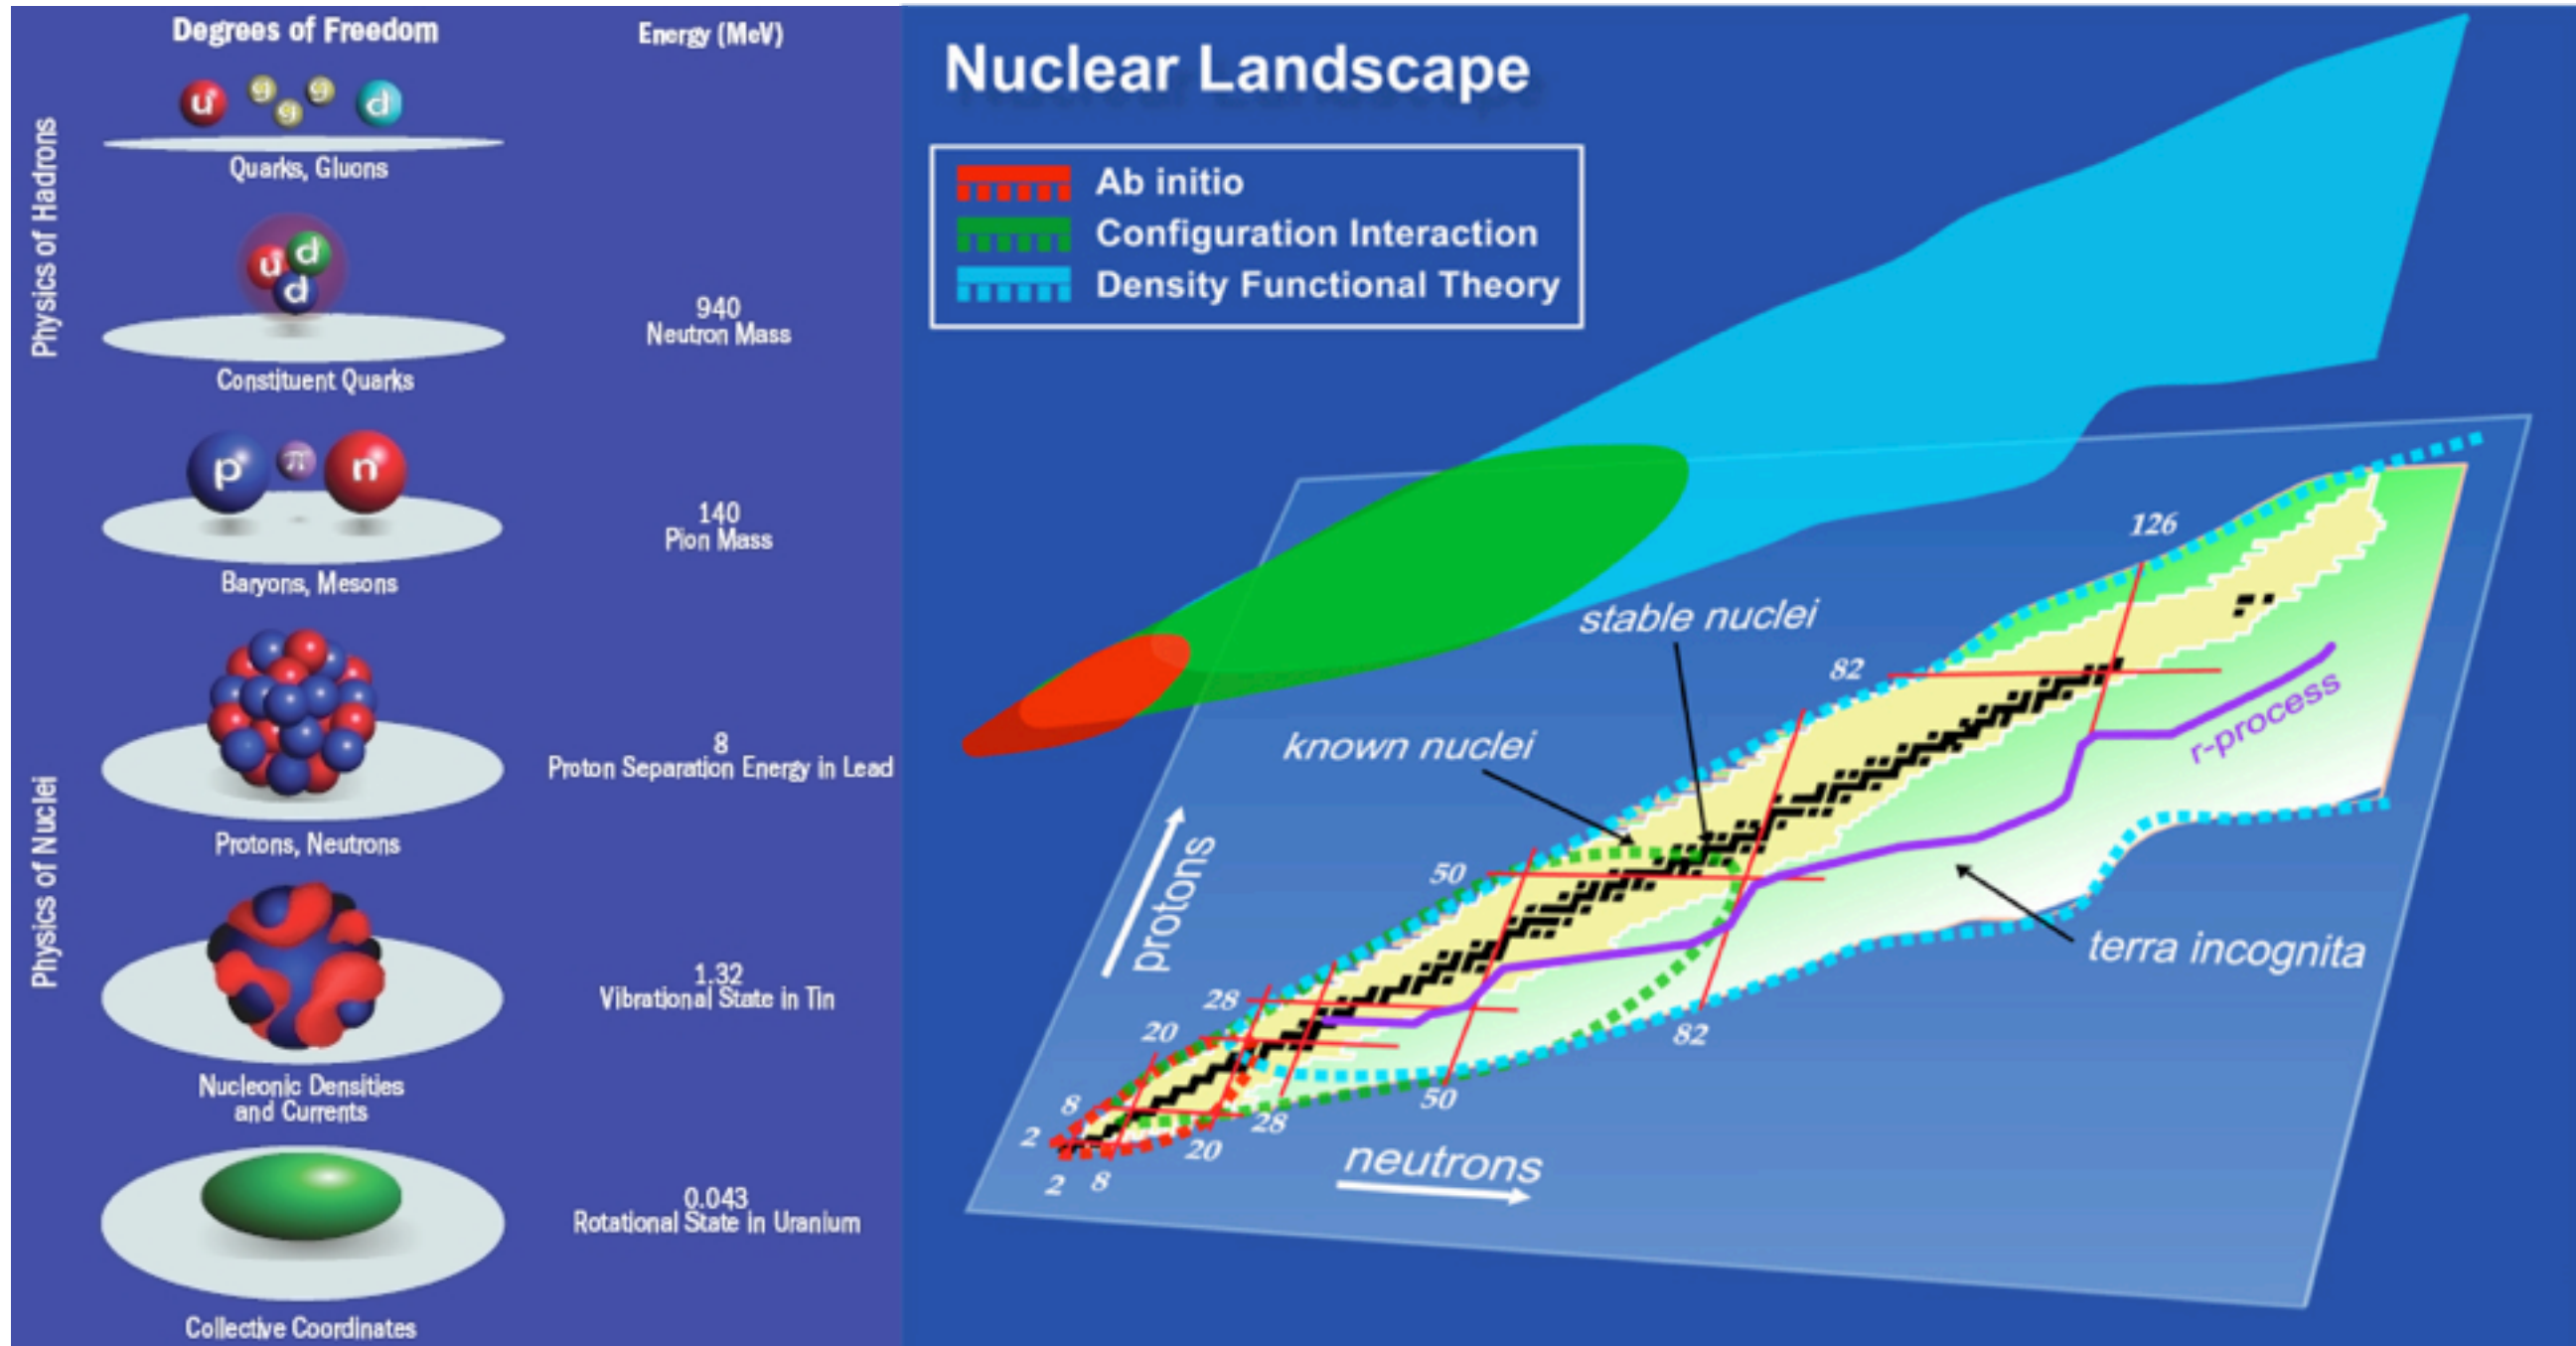 Degrees of Freedom
Energy (MeV)
Physics of Hadrons
u g g g d
Quarks, Gluons
u d
d
940
Neutron Mass
Constituent Quarks
p π n
140
Pion Mass
Baryons, Mesons
Physics of Nuclei
8
Proton Separation Energy in Lead
Protons, Neutrons
1.32
Vibrational State in Tin
Nucleonic Densities
and Currents
0.043
Rotational State in Uranium
Collective Coordinates
Nuclear Landscape
Ab initio
Configuration Interaction
Density Functional Theory
126
stable nuclei
82
known nuclei
r-process
50
protons
terra incognita
28
20
82
8
50
28
2
20
neutrons
2
8